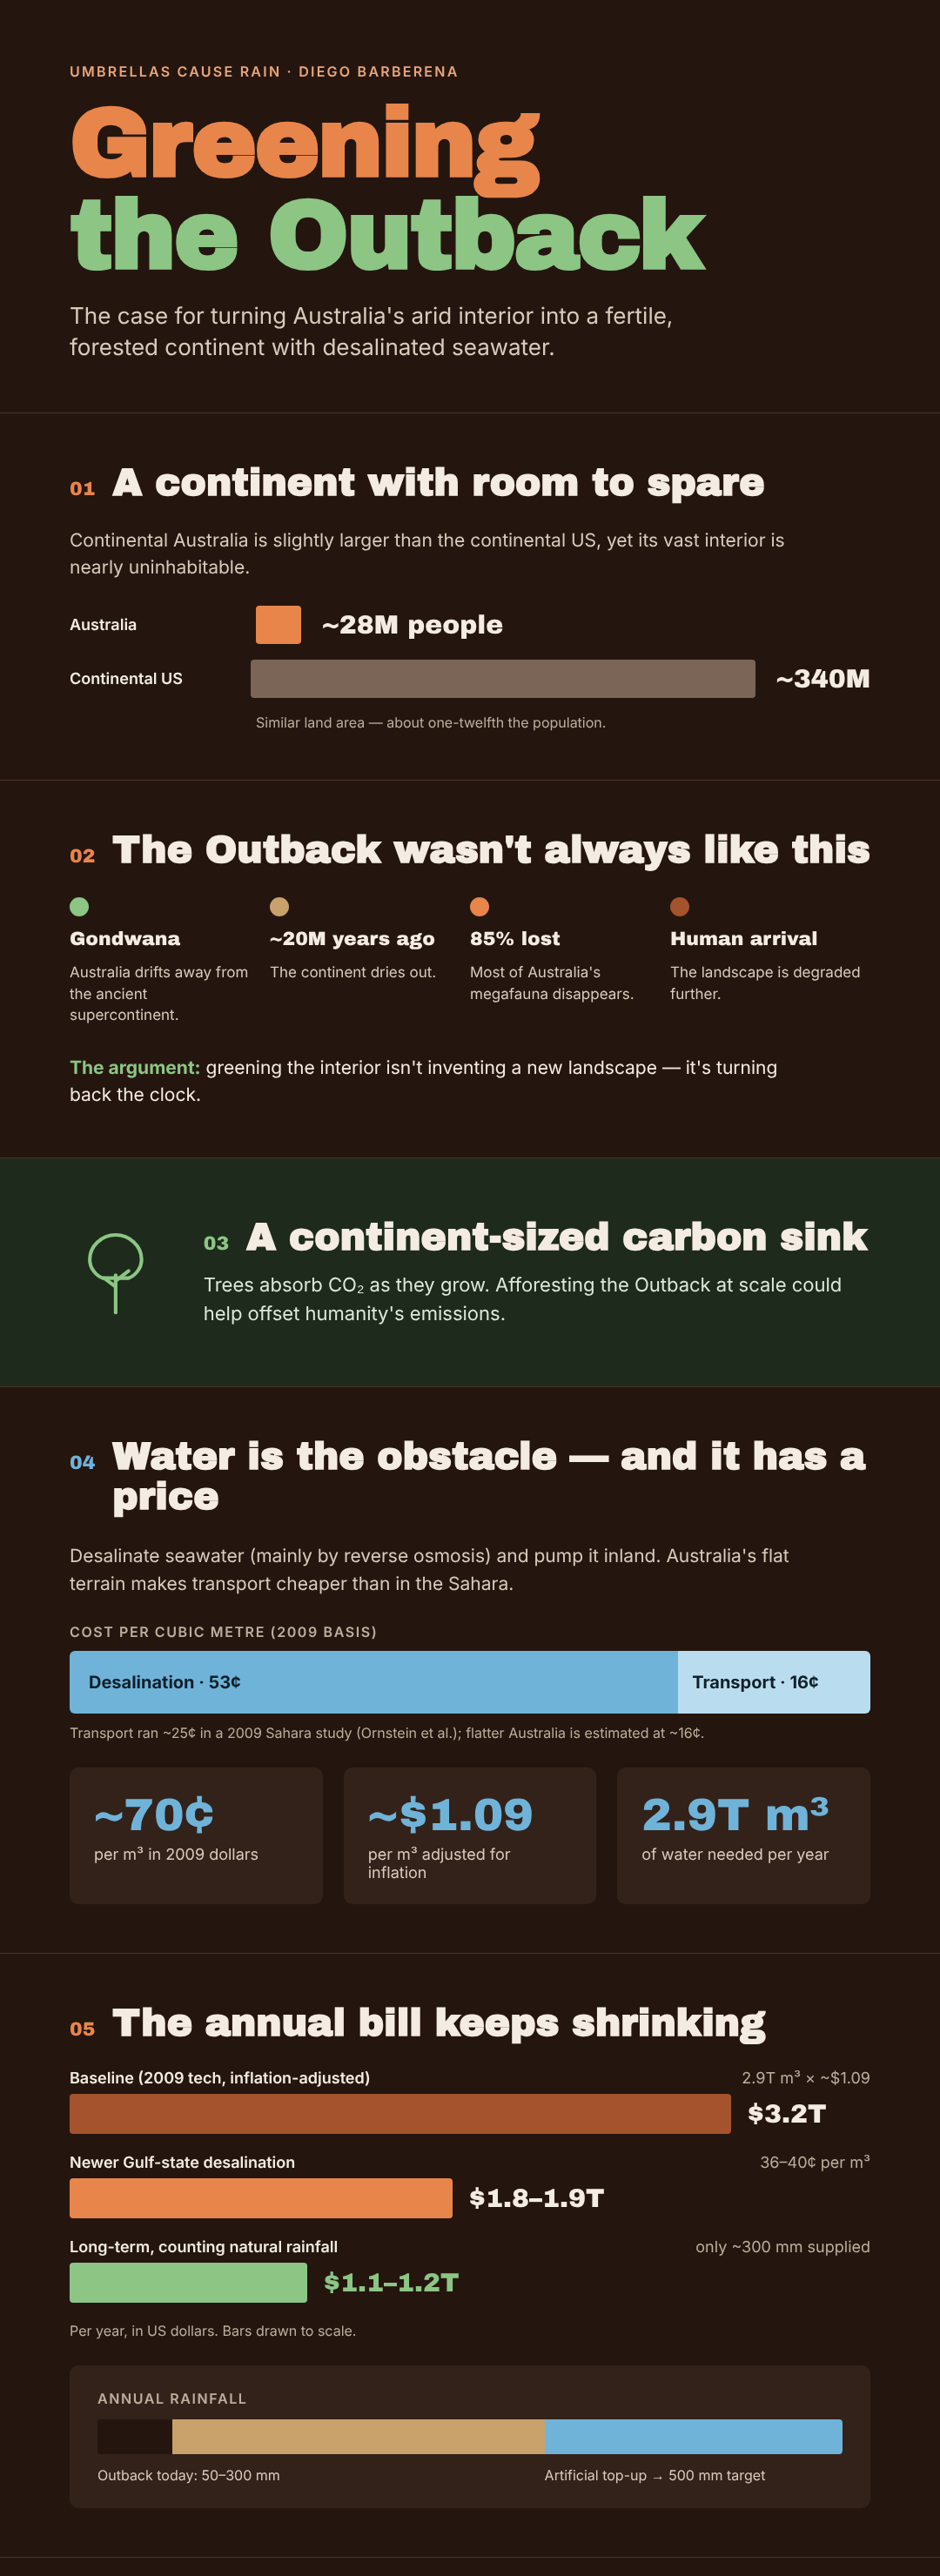 UMBRELLAS CAUSE RAIN · DIEGO BARBERENA
Greening
the Outback
The case for turning Australia's arid interior into a fertile,
forested continent with desalinated seawater.
01 A continent with room to spare
Continental Australia is slightly larger than the continental US, yet its vast interior is
nearly uninhabitable.
Australia ~28M people
Continental US ~340M
Similar land area — about one-twelfth the population.
02 The Outback wasn't always like this
Gondwana
Australia drifts away from
the ancient
supercontinent.
~20M years ago
The continent dries out.
85% lost
Most of Australia's
megafauna disappears.
Human arrival
The landscape is degraded
further.
The argument: greening the interior isn't inventing a new landscape — it's turning
back the clock.
03 A continent-sized carbon sink
Trees absorb CO₂ as they grow. Afforesting the Outback at scale could
help offset humanity's emissions.
04 Water is the obstacle — and it has a
price
Desalinate seawater (mainly by reverse osmosis) and pump it inland. Australia's flat
terrain makes transport cheaper than in the Sahara.
COST PER CUBIC METRE (2009 BASIS)
Desalination · 53¢ Transport · 16¢
Transport ran ~25¢ in a 2009 Sahara study (Ornstein et al.); flatter Australia is estimated at ~16¢.
~70¢
per m³ in 2009 dollars
~$1.09
per m³ adjusted for
inflation
2.9T m³
of water needed per year
05 The annual bill keeps shrinking
Baseline (2009 tech, inflation-adjusted) 2.9T m³ × ~$1.09
$3.2T
Newer Gulf-state desalination 36–40¢ per m³
$1.8–1.9T
Long-term, counting natural rainfall only ~300 mm supplied
$1.1–1.2T
Per year, in US dollars. Bars drawn to scale.
ANNUAL RAINFALL
Outback today: 50–300 mm Artificial top-up → 500 mm target